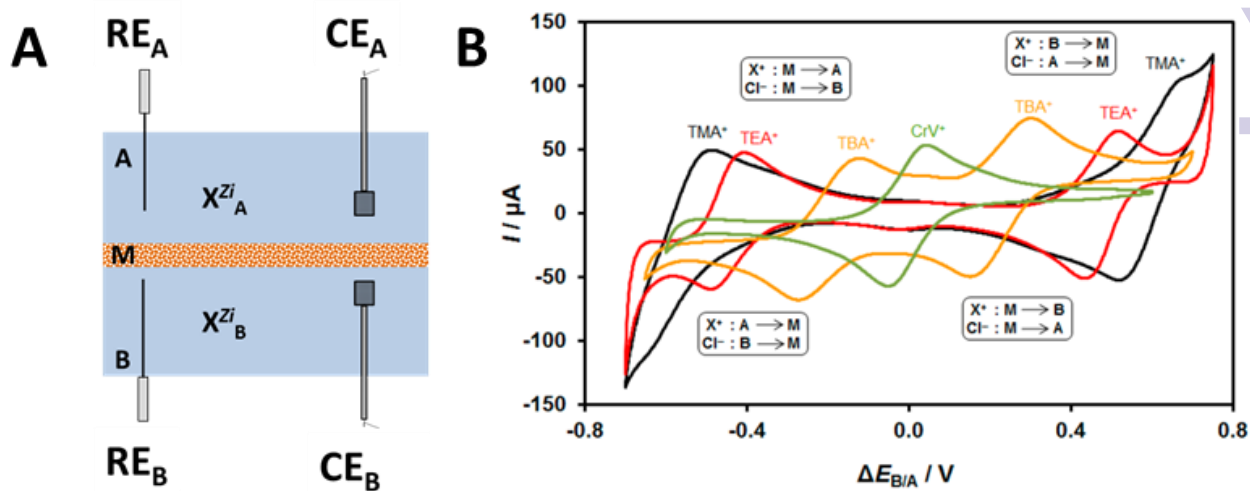 A
RE_A
CE_A
A
X^Zi_A
M
X^Zi_B
B
RE_B
CE_B
B
150
100
50
0
-50
-100
-150
I / µA
X⁺ : M → A
Cl⁻ : M → B
X⁺ : B → M
Cl⁻ : A → M
TMA⁺
TMA⁺
TEA⁺
TBA⁺
CrV⁺
TBA⁺
TEA⁺
X⁺ : A → M
Cl⁻ : B → M
X⁺ : M → B
Cl⁻ : M → A
-0.8
-0.4
0.0
0.4
0.8
ΔE_B/A / V